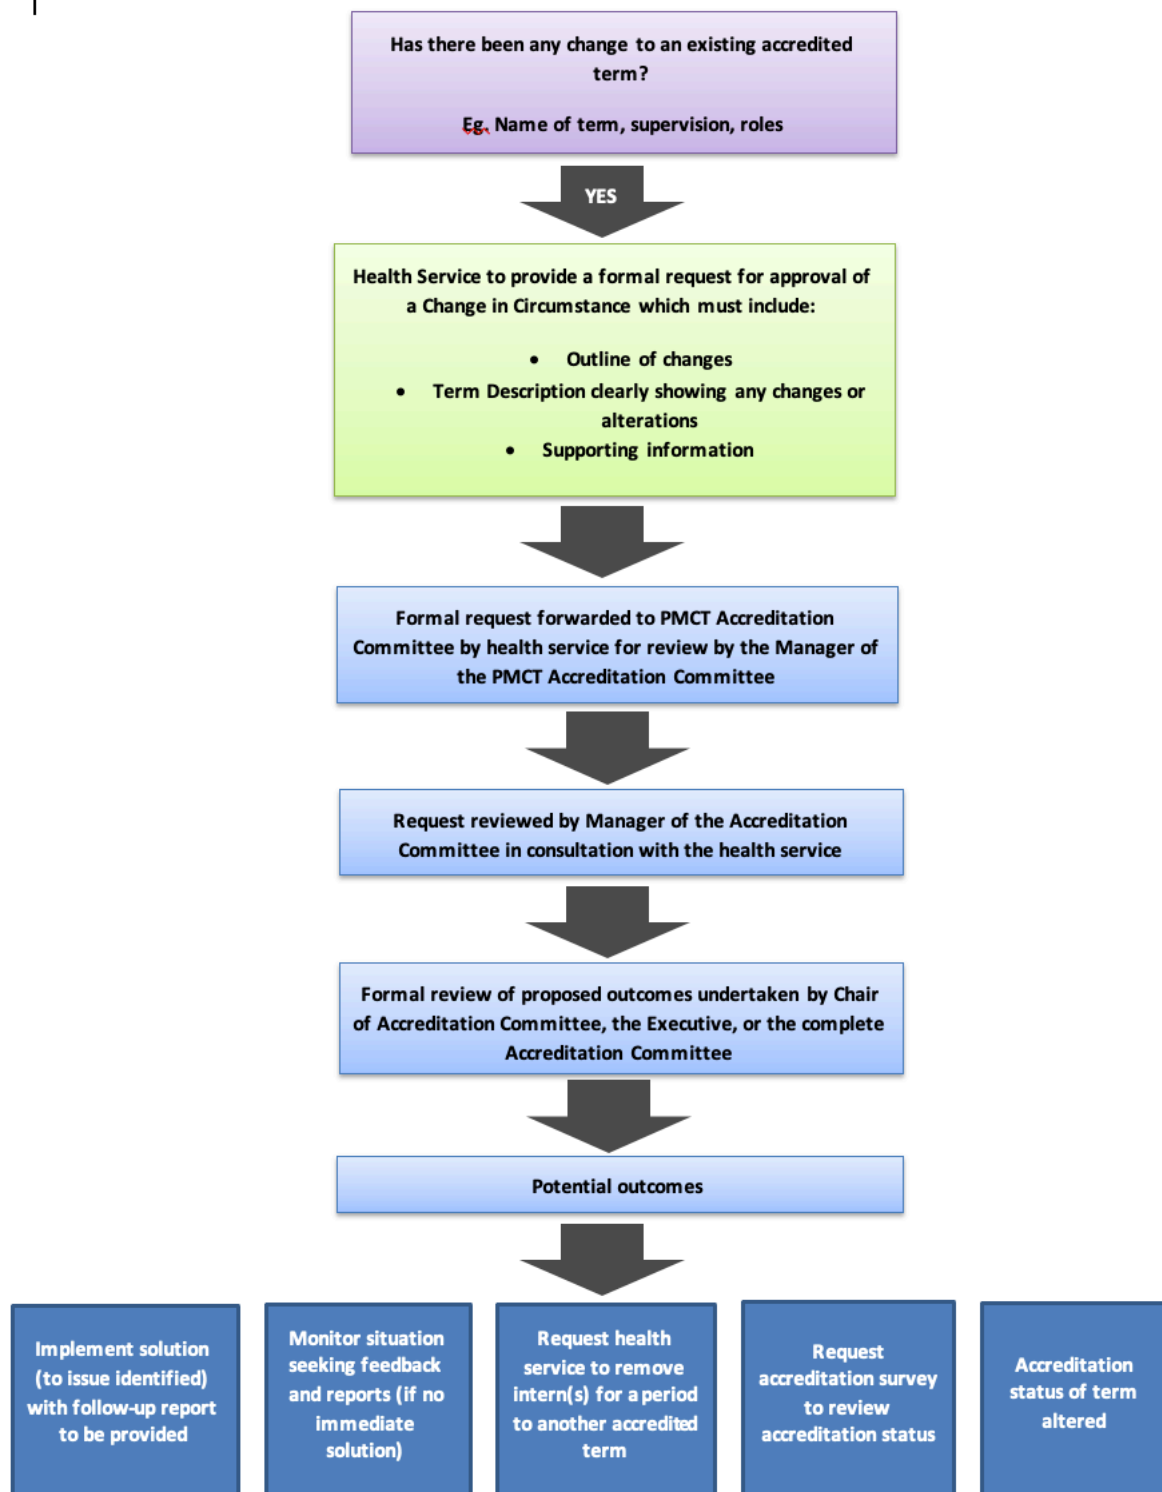 Has there been any change to an existing accredited
term?
Eg. Name of term, supervision, roles
YES
Health Service to provide a formal request for approval of
a Change in Circumstance which must include:
• Outline of changes
• Term Description clearly showing any changes or
alterations
• Supporting information
Formal request forwarded to PMCT Accreditation
Committee by health service for review by the Manager of
the PMCT Accreditation Committee
Request reviewed by Manager of the Accreditation
Committee in consultation with the health service
Formal review of proposed outcomes undertaken by Chair
of Accreditation Committee, the Executive, or the complete
Accreditation Committee
Potential outcomes
Implement solution
(to issue identified)
with follow-up report
to be provided
Monitor situation
seeking feedback
and reports (if no
immediate
solution)
Request health
service to remove
intern(s) for a period
to another accredited
term
Request
accreditation survey
to review
accreditation status
Accreditation
status of term
altered